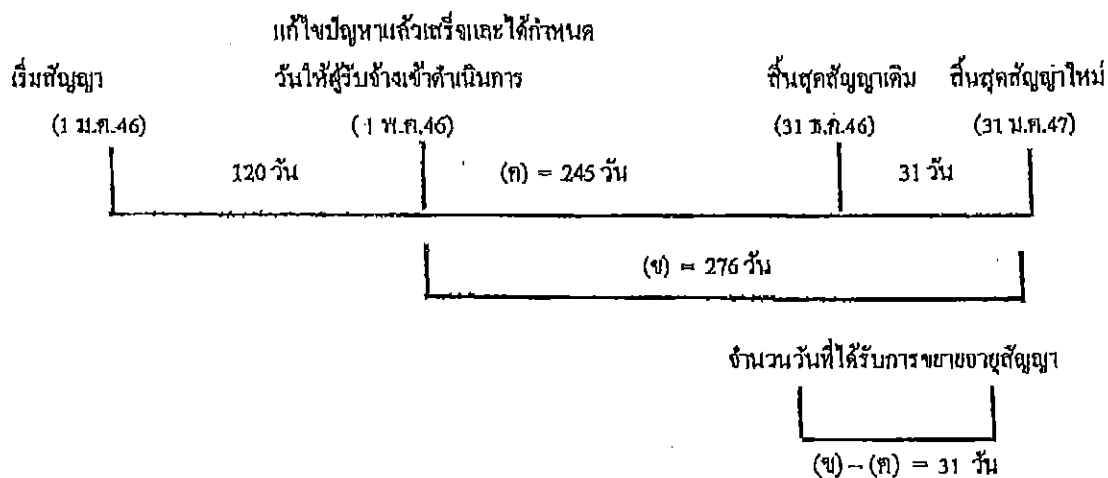 แก้ไขปัญหาแล้วเสร็จและได้กำหนด
เริ่มสัญญา วันให้ผู้รับจ้างเข้าดำเนินการ สิ้นสุดสัญญาเดิม สิ้นสุดสัญญาใหม่
(1 ม.ค.46) (1 พ.ค.46) (31 ธ.ค.46) (31 ม.ค.47)
120 วัน (ค) = 245 วัน 31 วัน
(ข) = 276 วัน
จำนวนวันที่ได้รับการขยายอายุสัญญา
(ข) – (ค) = 31 วัน